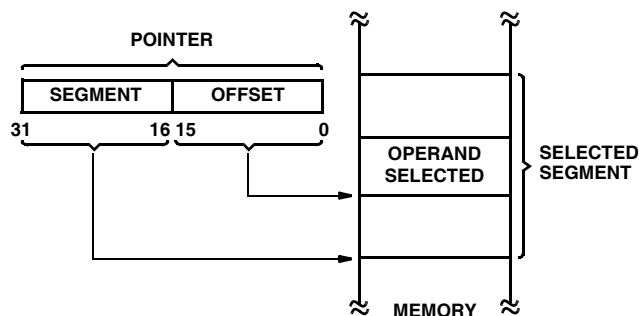 POINTER
SEGMENT OFFSET
31 16 15 0
OPERAND
SELECTED
SELECTED
SEGMENT
MEMORY